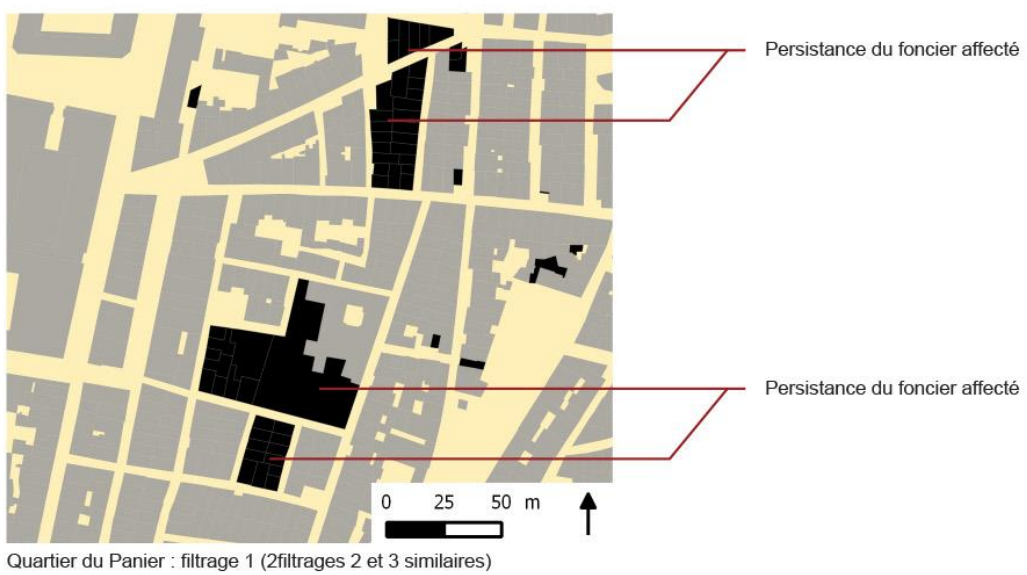 Persistance du foncier affecté
Persistance du foncier affecté
0 25 50 m
Quartier du Panier : filtrage 1 (2filtrages 2 et 3 similaires)